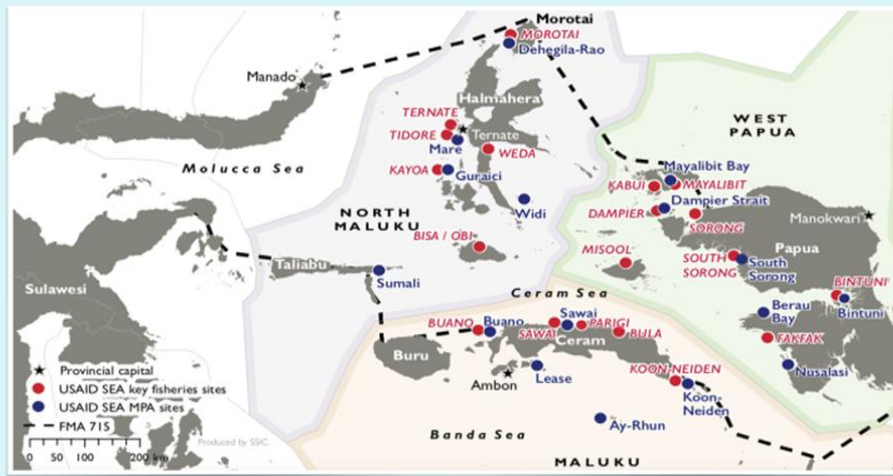 Morotai
MOROTAI
Dehegila-Rao
Manado
Halmahera
TERNATE
Ternate
TIDORE
Mare
WEDA
WEST
PAPUA
Molucca Sea
KAYOA
Guraici
Mayalibit Bay
KABUI
MAYALIBIT
Widi
DAMPIER
Dampier Strait
SORONG
Manokwari
NORTH
MALUKU
BISA / OBI
MISOOL
SOUTH
SORONG
South
Sorong
Papua
Taliabu
Sumali
BINTUNI
Bintuni
Sulawesi
Ceram Sea
Berau
Bay
BUANO
Buano
Sawai
SAWAI
PARIGI
BULA
Ceram
FAKFAK
Buru
Provincial capital
USAID SEA key fisheries sites
USAID SEA MPA sites
FMA 715
Ambon
Lease
KOON-NEIDEN
Koon-
Neiden
Nusalasi
Ay-Rhun
Produced by SSIC.
0 50 100 200 km
Banda Sea
MALUKU